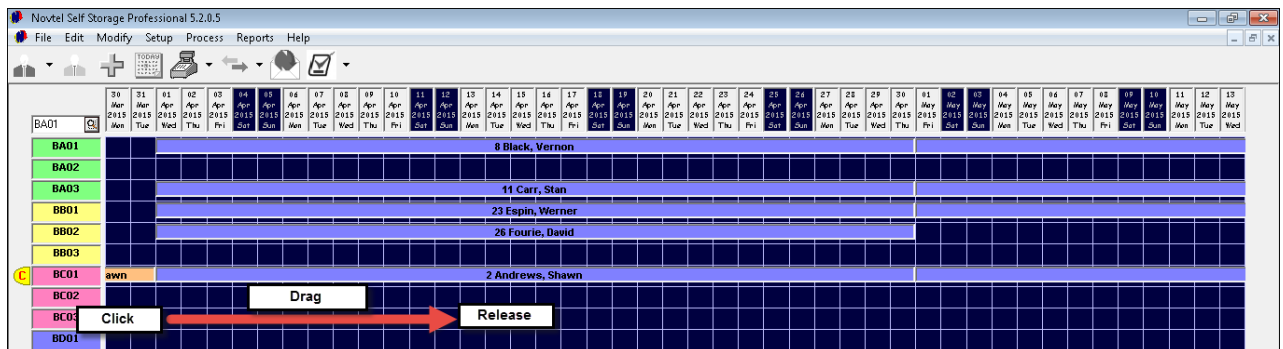 Novtel Self Storage Professional 5.2.0.5
File Edit Modify Setup Process Reports Help
TODAY
30 31 01 02 03 04 05 06 07 08 09 10 11 12 13 14 15 16 17 18 19 20 21 22 23 24 25 26 27 28 29 30 01 02 03 04 05 06 07 08 09 10 11 12 13
Mar Mar Apr Apr Apr Apr Apr Apr Apr Apr Apr Apr Apr Apr Apr Apr Apr Apr Apr Apr Apr Apr Apr Apr Apr Apr Apr Apr Apr Apr Apr Apr May May May May May May May May May May May May May
2015 2015 2015 2015 2015 2015 2015 2015 2015 2015 2015 2015 2015 2015 2015 2015 2015 2015 2015 2015 2015 2015 2015 2015 2015 2015 2015 2015 2015 2015 2015 2015 2015 2015 2015 2015 2015 2015 2015 2015 2015 2015 2015 2015 2015
BA01 Mon Tue Wed Thu Fri Sat Sun Mon Tue Wed Thu Fri Sat Sun Mon Tue Wed Thu Fri Sat Sun Mon Tue Wed Thu Fri Sat Sun Mon Tue Wed Thu Fri Sat Sun Mon Tue Wed Thu Fri Sat Sun Mon Tue Wed
BA01 8 Black, Vernon
BA02
BA03 11 Carr, Stan
BB01 23 Espin, Werner
BB02 26 Fourie, David
BB03
C BC01 awn 2 Andrews, Shawn
BC02 Drag
BC03 Click Release
BD01